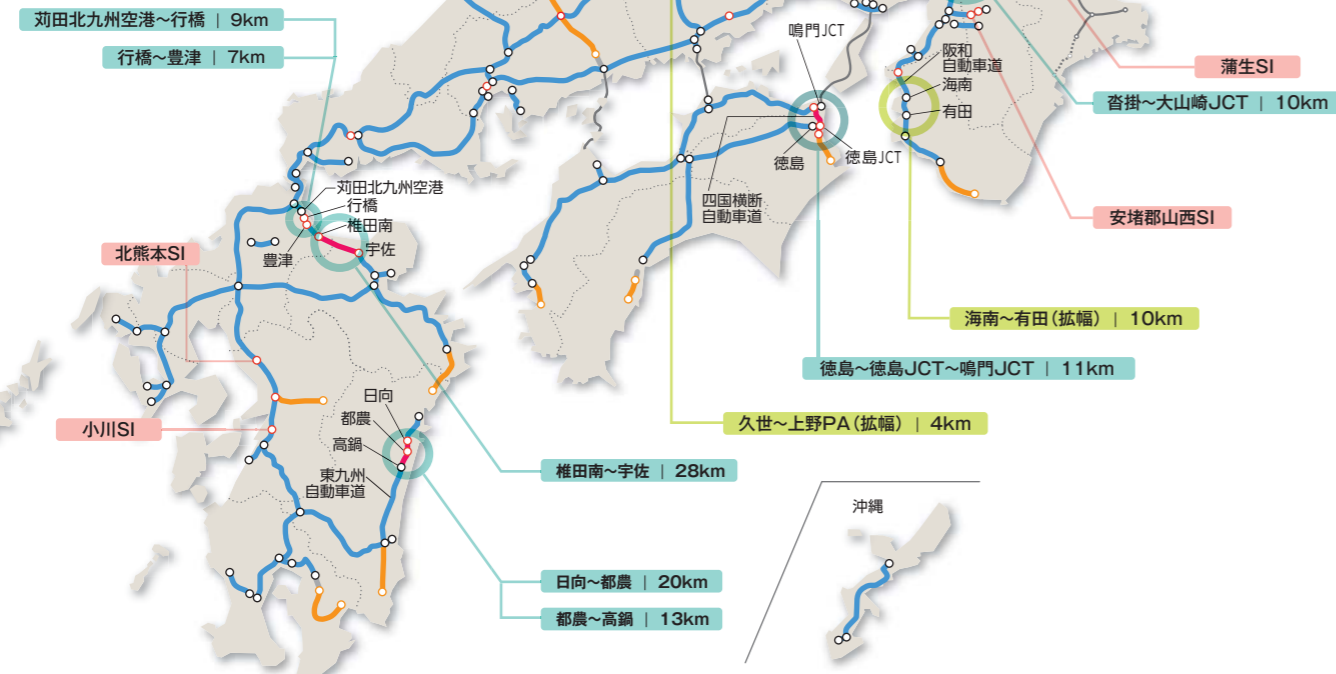 苅田北九州空港～行橋 | 9km
行橋～豊津 | 7km
鳴門JCT
阪和
自動車道
海南
有田
蒲生SI
沓掛～大山崎JCT | 10km
徳島
徳島JCT
四国横断
自動車道
苅田北九州空港
行橋
椎田南
宇佐
豊津
安堵郡山西SI
北熊本SI
海南～有田（拡幅） | 10km
徳島～徳島JCT～鳴門JCT | 11km
久世～上野PA（拡幅） | 4km
小川SI
日向
都農
高鍋
東九州
自動車道
椎田南～宇佐 | 28km
沖縄
日向～都農 | 20km
都農～高鍋 | 13km